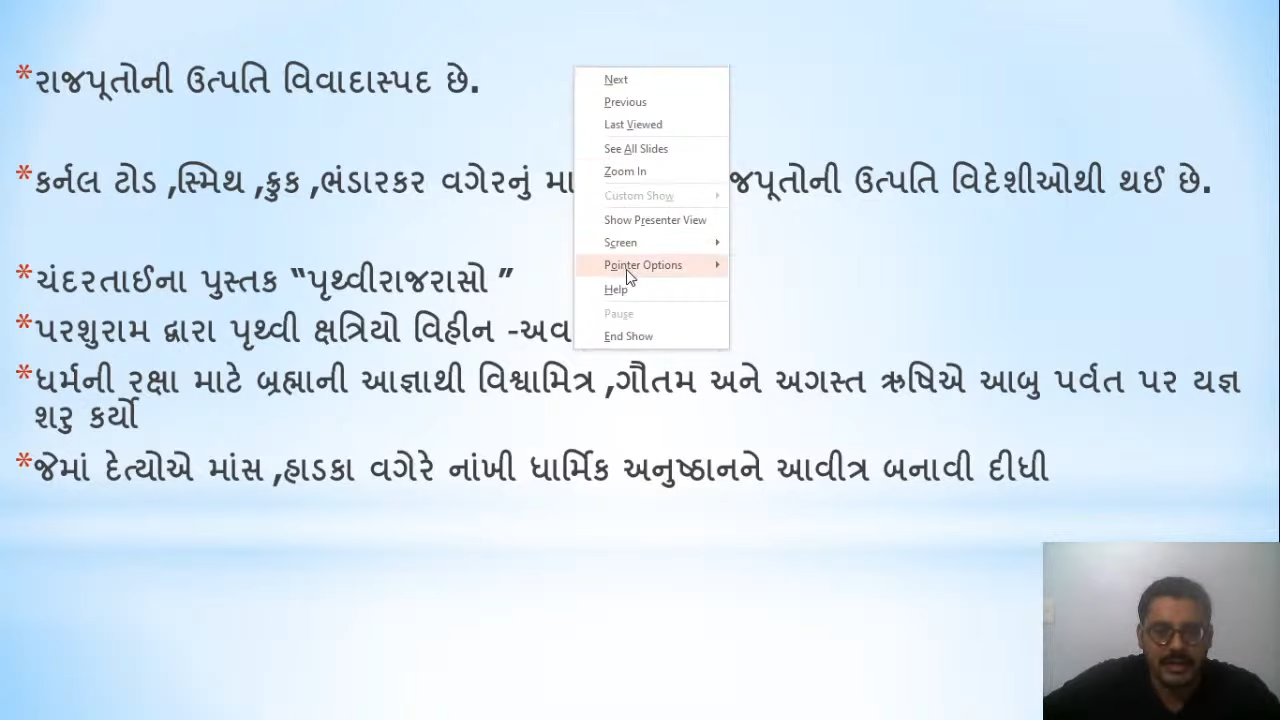 *રાજપૂતોની ઉત્પતિ વિવાદાસ્પદ છે.
*કર્નલ ટોડ ,સ્મિથ ,ક્રુક ,ભંડારકર વગેરનું મા જપૂતોની ઉત્પતિ વિદેશીઓથી થઈ છે.
*ચંદરતાઈના પુસ્તક "પૃથ્વીરાજરાસો "
*પરશુરામ દ્વારા પૃથ્વી ક્ષત્રિયો વિહીન -અવ
*ધર્મની રક્ષા માટે બ્રહ્માની આજ્ઞાથી વિશ્વામિત્ર ,ગૌતમ અને અગસ્ત ઋષિએ આબુ પર્વત પર યજ્ઞ
શરુ કર્યો
*જેમાં દેત્યોએ માંસ ,હાડકા વગેરે નાંખી ધાર્મિક અનુષ્ઠાનને આવીત્ર બનાવી દીધી
Next
Previous
Last Viewed
See All Slides
Zoom In
Custom Show
Show Presenter View
Screen
Pointer Options
Help
Pause
End Show